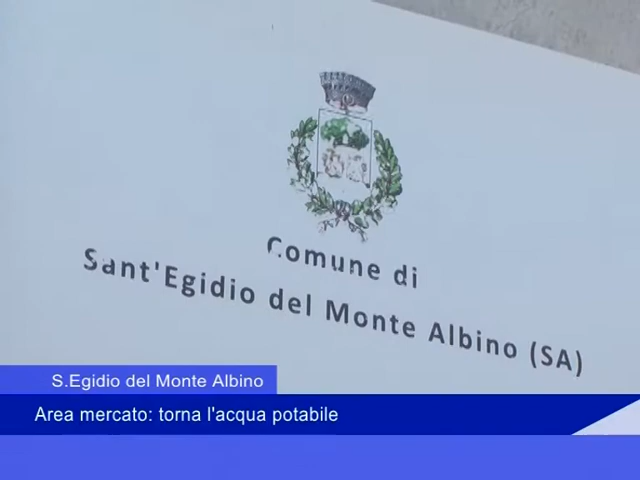 Comune di
Sant'Egidio del Monte Albino (SA)
S.Egidio del Monte Albino
Area mercato: torna l'acqua potabile